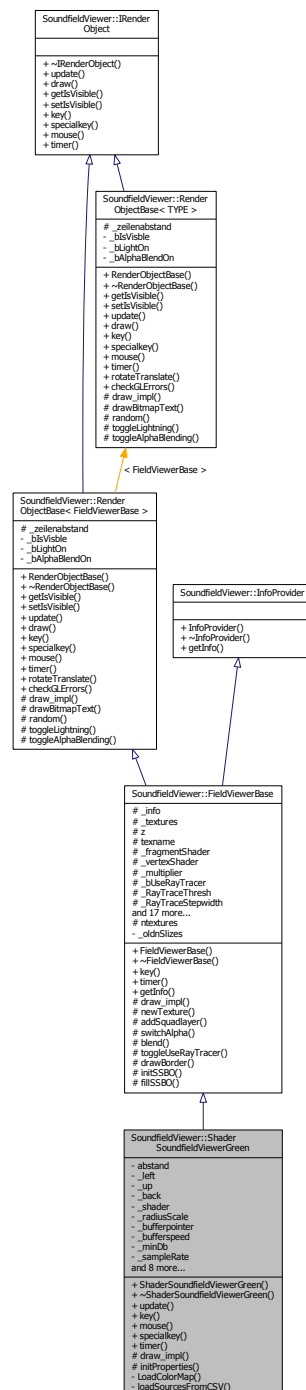 SoundfieldViewer::IRender
Object
+ ~IRenderObject()
+ update()
+ draw()
+ getIsVisible()
+ setIsVisible()
+ key()
+ specialkey()
+ mouse()
+ timer()
SoundfieldViewer::Render
ObjectBase< TYPE >
# _zeilenabstand
- _bIsVisble
- _bLightOn
- _bAlphaBlendOn
+ RenderObjectBase()
+ ~RenderObjectBase()
+ getIsVisible()
+ setIsVisible()
+ update()
+ draw()
+ key()
+ specialkey()
+ mouse()
+ timer()
+ rotateTranslate()
+ checkGLErrors()
# draw_impl()
# drawBitmapText()
# random()
# toggleLightning()
# toggleAlphaBlending()
< FieldViewerBase >
SoundfieldViewer::Render
ObjectBase< FieldViewerBase >
# _zeilenabstand
- _bIsVisble
- _bLightOn
- _bAlphaBlendOn
+ RenderObjectBase()
+ ~RenderObjectBase()
+ getIsVisible()
+ setIsVisible()
+ update()
+ draw()
+ key()
+ specialkey()
+ mouse()
+ timer()
+ rotateTranslate()
+ checkGLErrors()
# draw_impl()
# drawBitmapText()
# random()
# toggleLightning()
# toggleAlphaBlending()
SoundfieldViewer::InfoProvider
+ InfoProvider()
+ ~InfoProvider()
+ getInfo()
SoundfieldViewer::FieldViewerBase
# _info
# _textures
# z
# texname
# _fragmentShader
# _vertexShader
# _multiplier
# _bUseRayTracer
# _RayTraceThresh
# _RayTraceStepwidth
and 17 more...
# ntextures
- _oldnSlizes
+ FieldViewerBase()
+ ~FieldViewerBase()
+ key()
+ timer()
+ getInfo()
# draw_impl()
# newTexture()
# addSquadlayer()
# switchAlpha()
# blend()
# toggleUseRayTracer()
# drawBorder()
# initSSBO()
# fillSSBO()
SoundfieldViewer::Shader
SoundfieldViewerGreen
- abstand
- _left
- _up
- _back
- _shader
- _radiusScale
- _bufferpointer
- _bufferspeed
- _minDb
- _sampleRate
and 8 more...
+ ShaderSoundfieldViewerGreen()
+ ~ShaderSoundfieldViewerGreen()
+ update()
+ key()
+ mouse()
+ specialkey()
+ timer()
# draw_impl()
# initProperties()
- LoadColorMap()
- loadSourcesFromCSV()